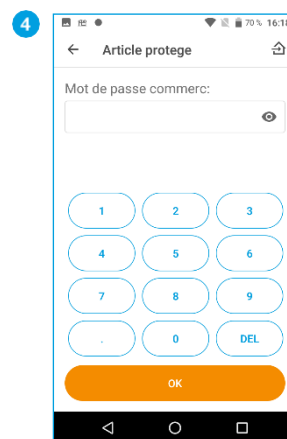 4
70 % 16:18
Article protege
Mot de passe commerc:
1 2 3
4 5 6
7 8 9
. 0 DEL
OK